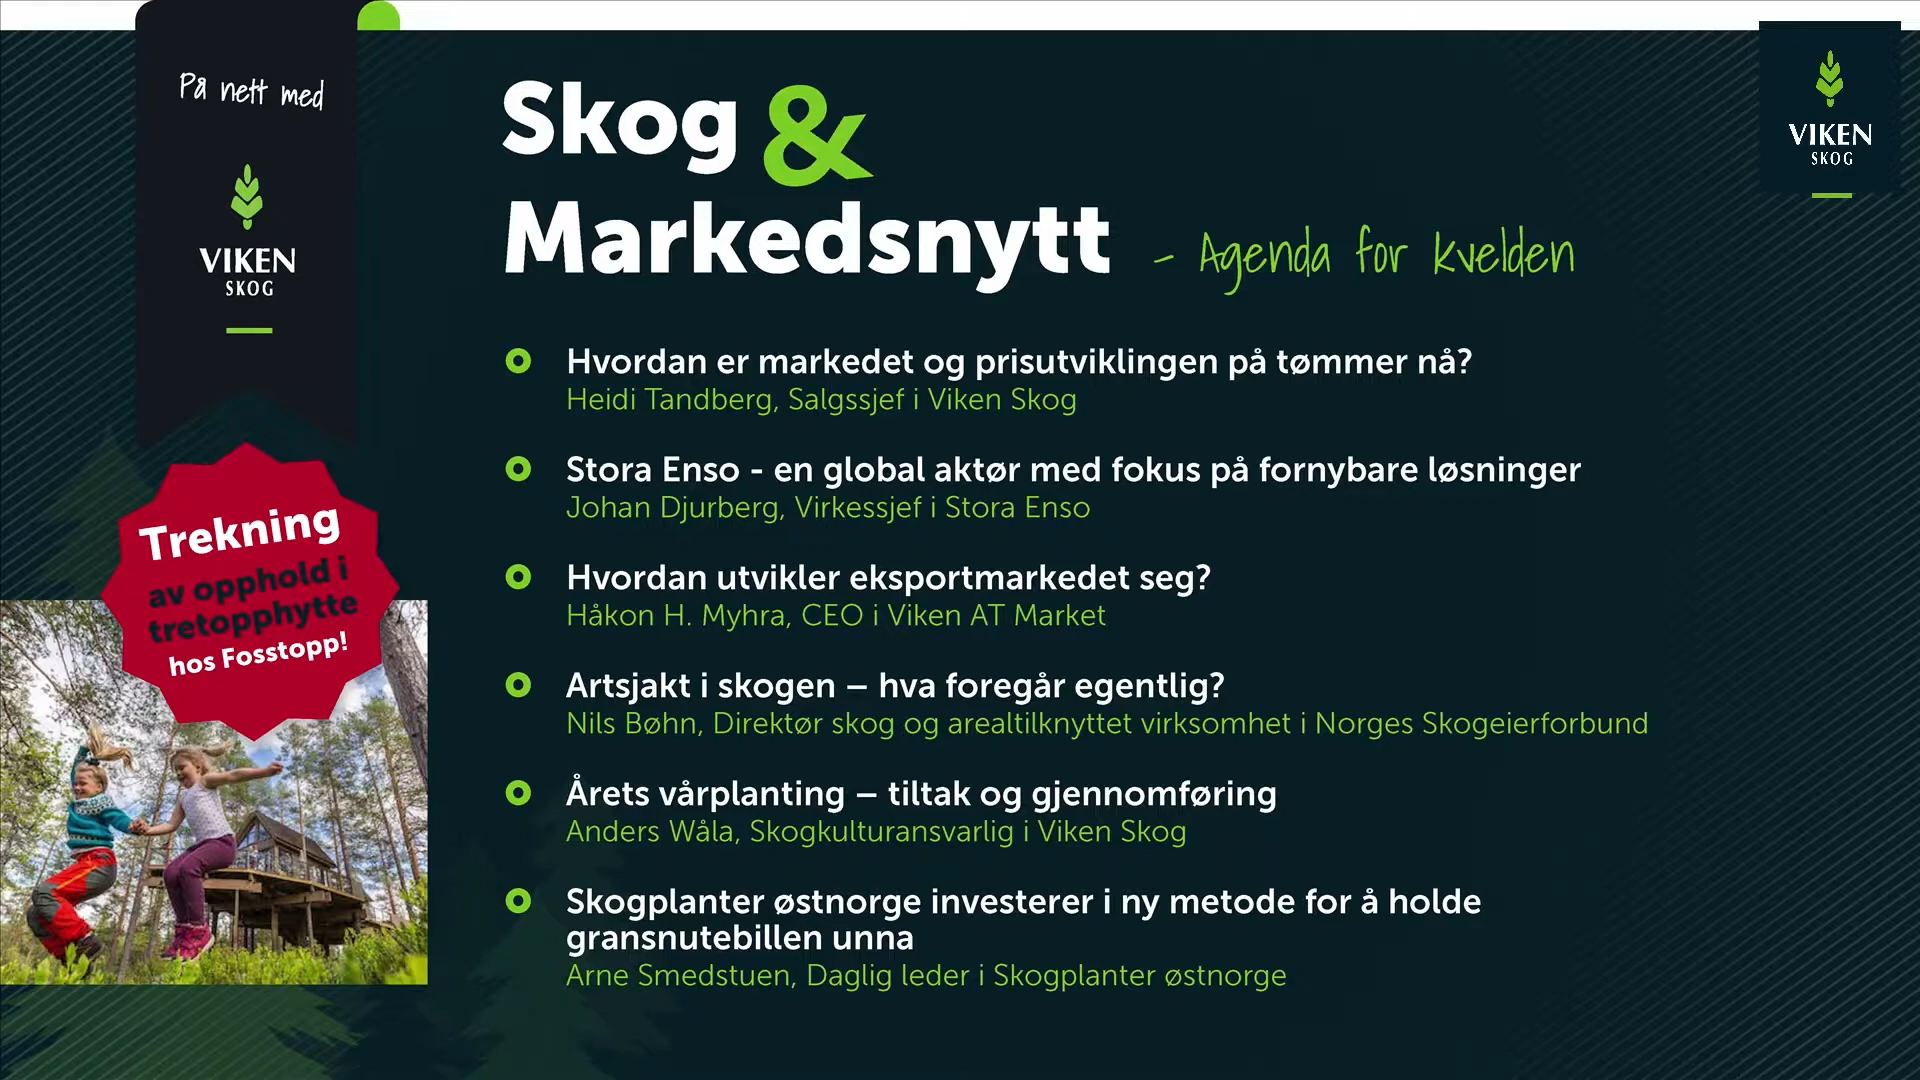 På nett med
VIKEN
SKOG
Skog &
Markedsnytt - Agenda for kvelden
VIKEN
SKOG
Hvordan er markedet og prisutviklingen på tømmer nå?
Heidi Tandberg, Salgssjef i Viken Skog
Stora Enso - en global aktør med fokus på fornybare løsninger
Johan Djurberg, Virkessjef i Stora Enso
Hvordan utvikler eksportmarkedet seg?
Håkon H. Myhra, CEO i Viken AT Market
Artsjakt i skogen – hva foregår egentlig?
Nils Bøhn, Direktør skog og arealtilknyttet virksomhet i Norges Skogeierforbund
Årets vårplanting – tiltak og gjennomføring
Anders Wåla, Skogkulturansvarlig i Viken Skog
Skogplanter østnorge investerer i ny metode for å holde
gransnutebillen unna
Arne Smedstuen, Daglig leder i Skogplanter østnorge
Trekning
av opphold i
tretopphytte
hos Fosstopp!